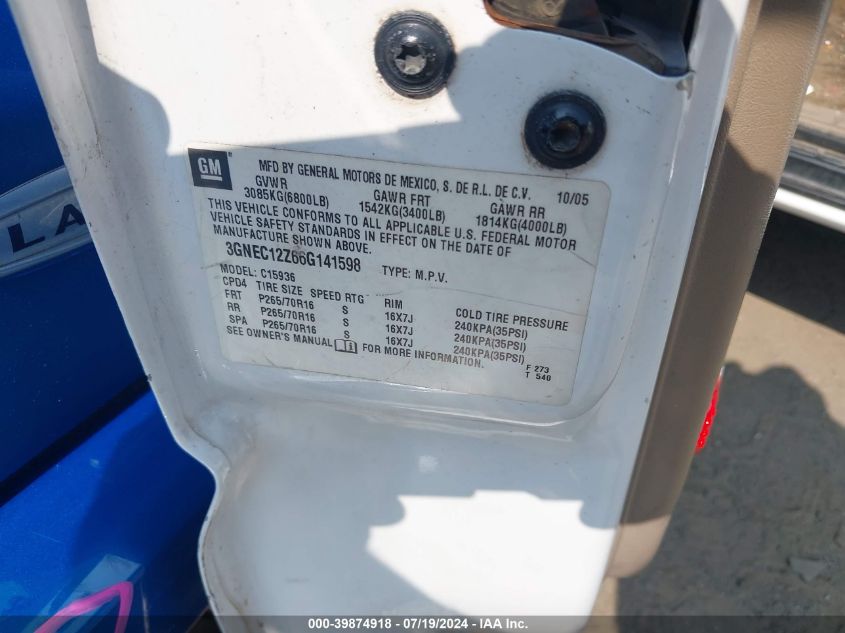 GM
MFD BY GENERAL MOTORS DE MEXICO, S. DE R.L. DE C.V. 10/05
GVWR GAWR FRT GAWR RR
3085KG(6800LB) 1542KG(3400LB) 1814KG(4000LB)
THIS VEHICLE CONFORMS TO ALL APPLICABLE U.S. FEDERAL MOTOR
VEHICLE SAFETY STANDARDS IN EFFECT ON THE DATE OF
MANUFACTURE SHOWN ABOVE.
3GNEC12Z66G141598 TYPE: M.P.V.
MODEL: C15936
CPD4 TIRE SIZE SPEED RTG RIM COLD TIRE PRESSURE
FRT P265/70R16 S 16X7J 240KPA(35PSI)
RR P265/70R16 S 16X7J 240KPA(35PSI)
SPA P265/70R16 S 16X7J 240KPA(35PSI)
SEE OWNER'S MANUAL FOR MORE INFORMATION.
F 273
T 540
LA
000-39874918 - 07/19/2024 - IAA Inc.